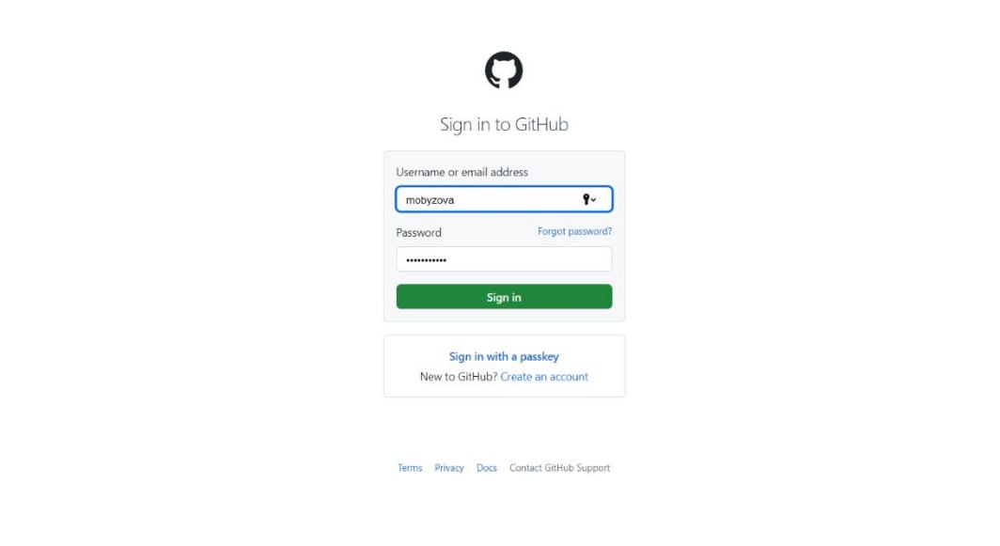 Sign in to GitHub
Username or email address
mobyzova
Password Forgot password?
•••••••••••
Sign in
Sign in with a passkey
New to GitHub? Create an account
Terms Privacy Docs Contact GitHub Support